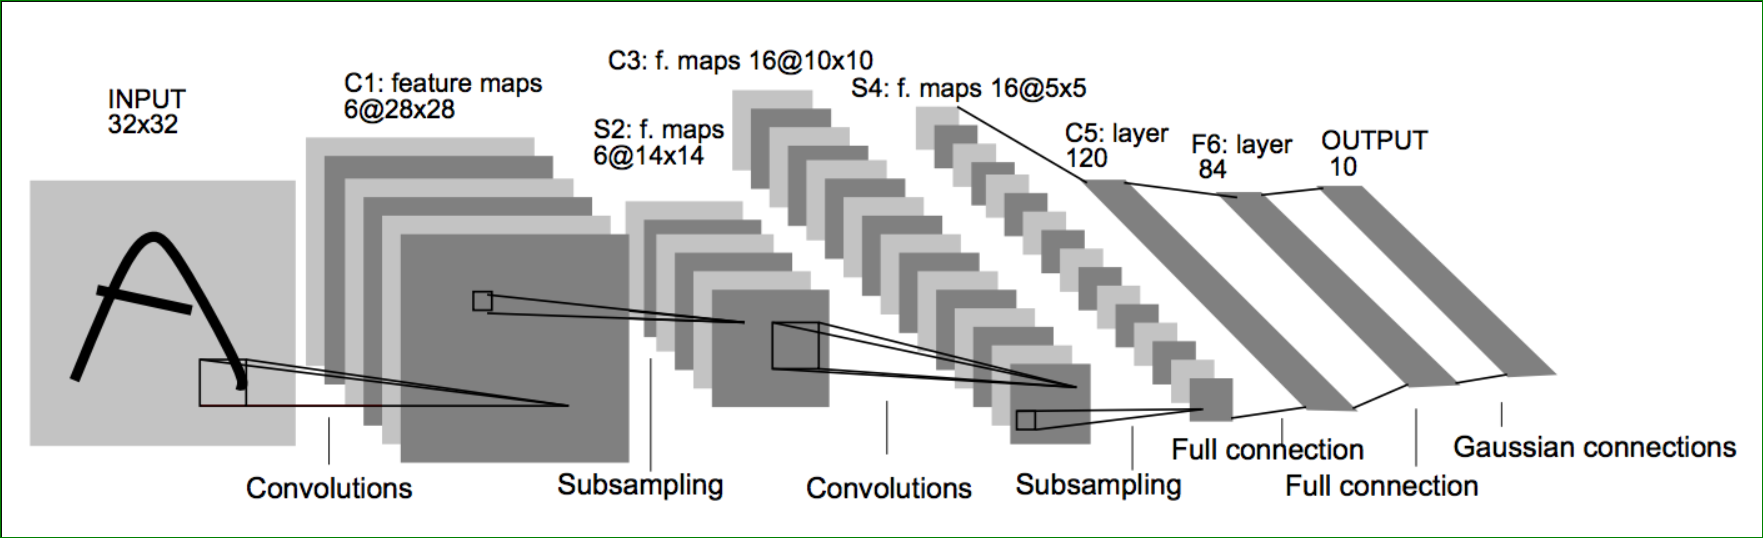 INPUT
32x32
C1: feature maps
6@28x28
S2: f. maps
6@14x14
C3: f. maps 16@10x10
S4: f. maps 16@5x5
C5: layer
120
F6: layer
84
OUTPUT
10
A
Convolutions
Subsampling
Convolutions
Subsampling
Full connection
Full connection
Gaussian connections